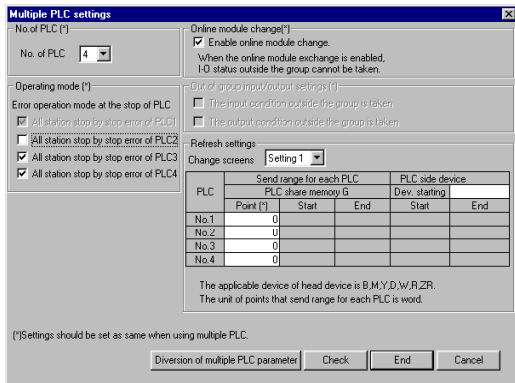 Multiple PLC settings
No.of PLC (*)
No. of PLC 4
Operating mode (*)
Error operation mode at the stop of PLC
All station stop by stop error of PLC1
All station stop by stop error of PLC2
All station stop by stop error of PLC3
All station stop by stop error of PLC4
Online module change(*)
Enable online module change.
When the online module exchange is enabled,
I-O status outside the group cannot be taken.
Out of group input/output settings (*)
The input condition outside the group is taken
The output condition outside the group is taken
Refresh settings
Change screens Setting 1
PLC Send range for each PLC PLC side device
PLC share memory G Dev. starting
Point (*) Start End Start End
No.1 0
No.2 0
No.3 0
No.4 0
The applicable device of head device is B,M,Y,D,W,R,ZR.
The unit of points that send range for each PLC is word.
(*)Settings should be set as same when using multiple PLC.
Diversion of multiple PLC parameter Check End Cancel